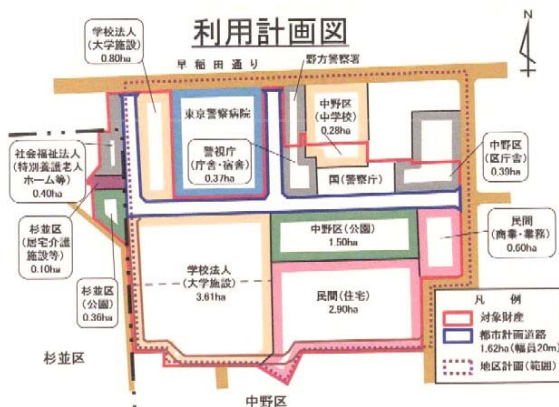 利用計画図
学校法人
(大学施設)
0.80ha
早稲田通り
野方警察署
N
東京警察病院
中野区
(中学校)
0.28ha
警視庁
(庁舎・宿舎)
0.37ha
国(警察庁)
中野区
(区庁舎)
0.39ha
社会福祉法人
(特別養護老人
ホーム等)
0.40ha
杉並区
(居宅介護
施設等)
0.10ha
杉並区
(公園)
0.36ha
中野区(公園)
1.50ha
民間
(商業・業務)
0.60ha
学校法人
(大学施設)
3.61ha
民間(住宅)
2.90ha
凡 例
対象財産
都市計画道路
1.62ha(幅員20m)
地区計画(範囲)
杉並区
中野区